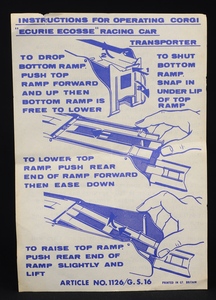 INSTRUCTIONS FOR OPERATING CORGI
"ECURIE ECOSSE" RACING CAR
TRANSPORTER
TO DROP
BOTTOM RAMP
PUSH TOP
RAMP FORWARD
AND UP THEN
BOTTOM RAMP IS
FREE TO LOWER
TO SHUT
BOTTOM
RAMP
SNAP IN
UNDER LIP
OF TOP
RAMP
TO LOWER TOP
RAMP, PUSH REAR
END OF RAMP FORWARD
THEN EASE DOWN
TO RAISE TOP RAMP
PUSH REAR END OF
RAMP SLIGHTLY AND
LIFT
ARTICLE NO. 1126/G.S.16
PRINTED IN GT. BRITAIN